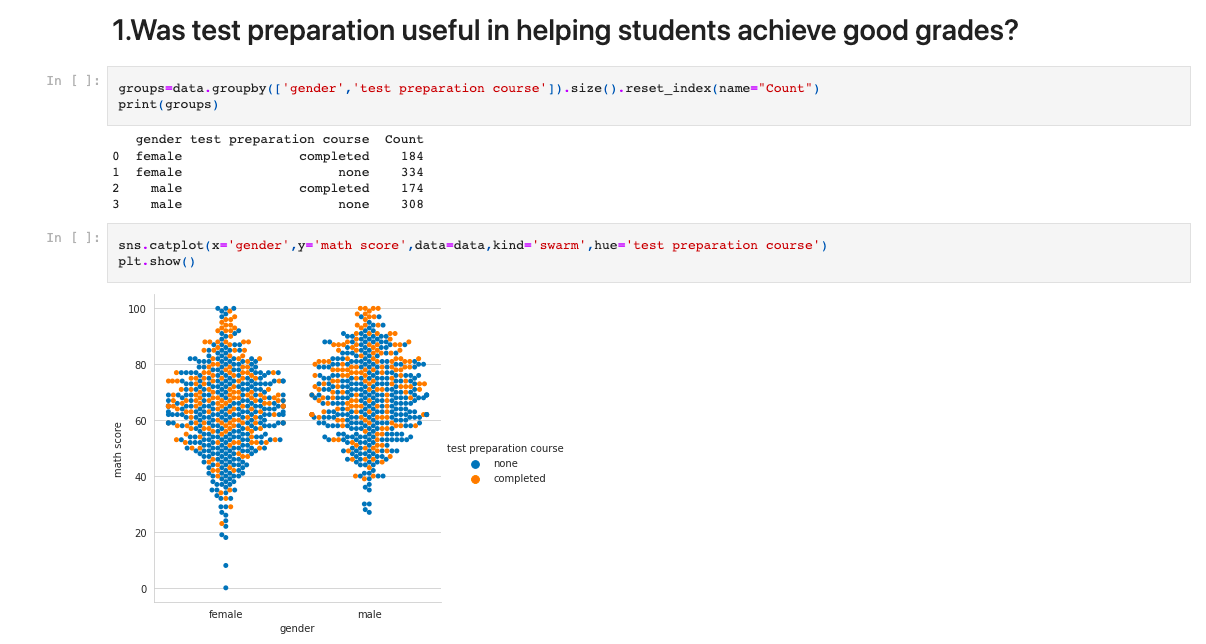 1.Was test preparation useful in helping students achieve good grades?
In [ ]:
groups=data.groupby(['gender','test preparation course']).size().reset_index(name="Count")
print(groups)
gender test preparation course Count
0 female completed 184
1 female none 334
2 male completed 174
3 male none 308
In [ ]:
sns.catplot(x='gender',y='math score',data=data,kind='swarm',hue='test preparation course')
plt.show()
100
80
60
40
20
0
math score
female male
gender
test preparation course
none
completed